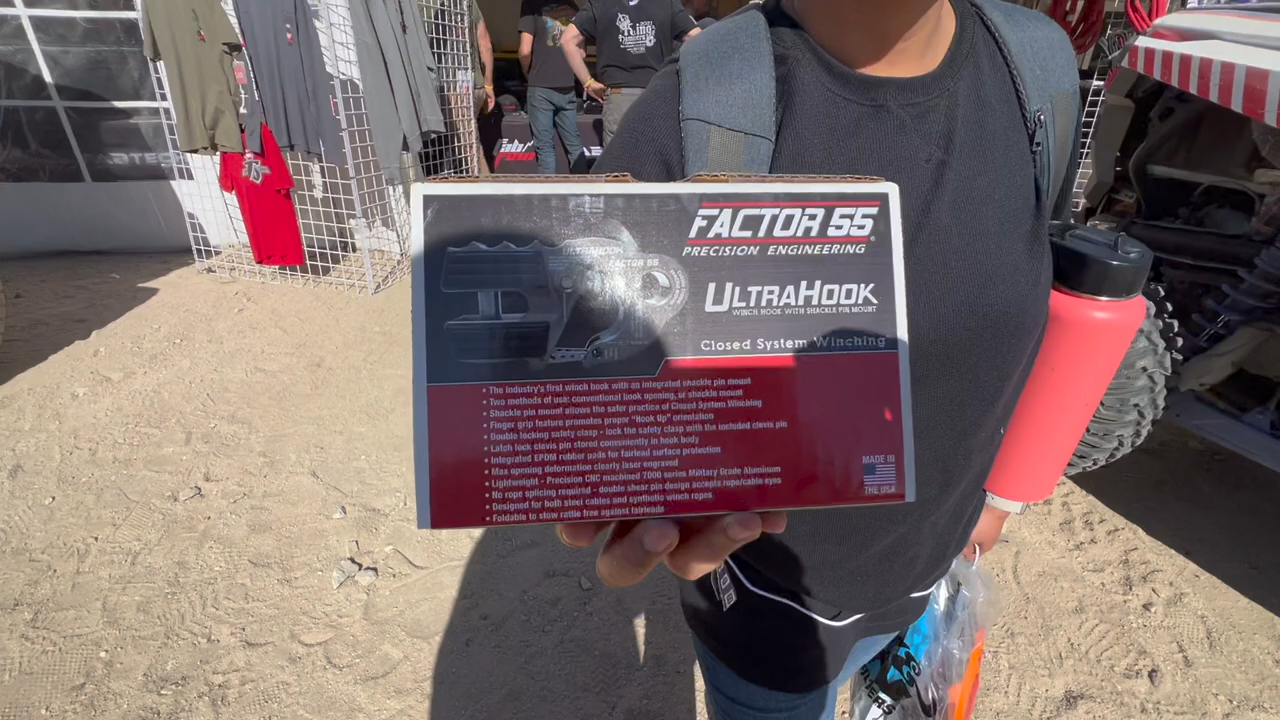 2023
King
Hammers
FACTOR 55
PRECISION ENGINEERING
ULTRAHOOK
FACTOR 55
ULTRAHOOK
WINCH HOOK WITH SHACKLE PIN MOUNT
Closed System Winching
• The industry's first winch hook with an integrated shackle pin mount
• Two methods of use: conventional hook opening, or shackle mount
• Shackle pin mount allows the safer practice of Closed System Winching
• Finger grip feature promotes proper "Hook Up" orientation
• Double locking safety clasp - lock the safety clasp with the included clevis pin
• Latch lock clevis pin stored conveniently in hook body
• Integrated EPDM rubber pads for fairlead surface protection
• Max opening deformation clearly laser engraved
• Lightweight - Precision CNC machined 7000 series Military Grade Aluminum
• No rope splicing required - double shear pin design accepts rope/cable eyes
• Designed for both steel cables and synthetic winch ropes
• Foldable to stow rattle free against fairleads
MADE IN
THE USA